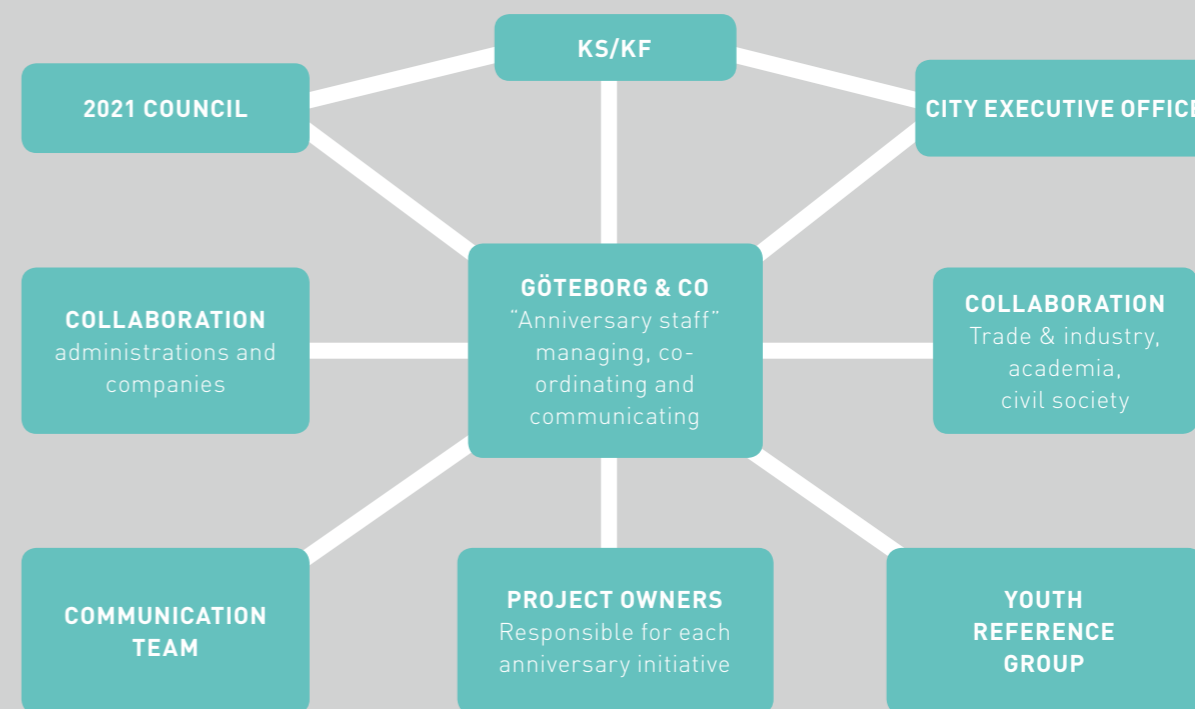 KS/KF
2021 COUNCIL
CITY EXECUTIVE OFFICE
GÖTEBORG & CO
“Anniversary staff”
managing, co-
ordinating and
communicating
COLLABORATION
administrations and
companies
COLLABORATION
Trade & industry,
academia,
civil society
COMMUNICATION
TEAM
PROJECT OWNERS
Responsible for each
anniversary initiative
YOUTH
REFERENCE
GROUP